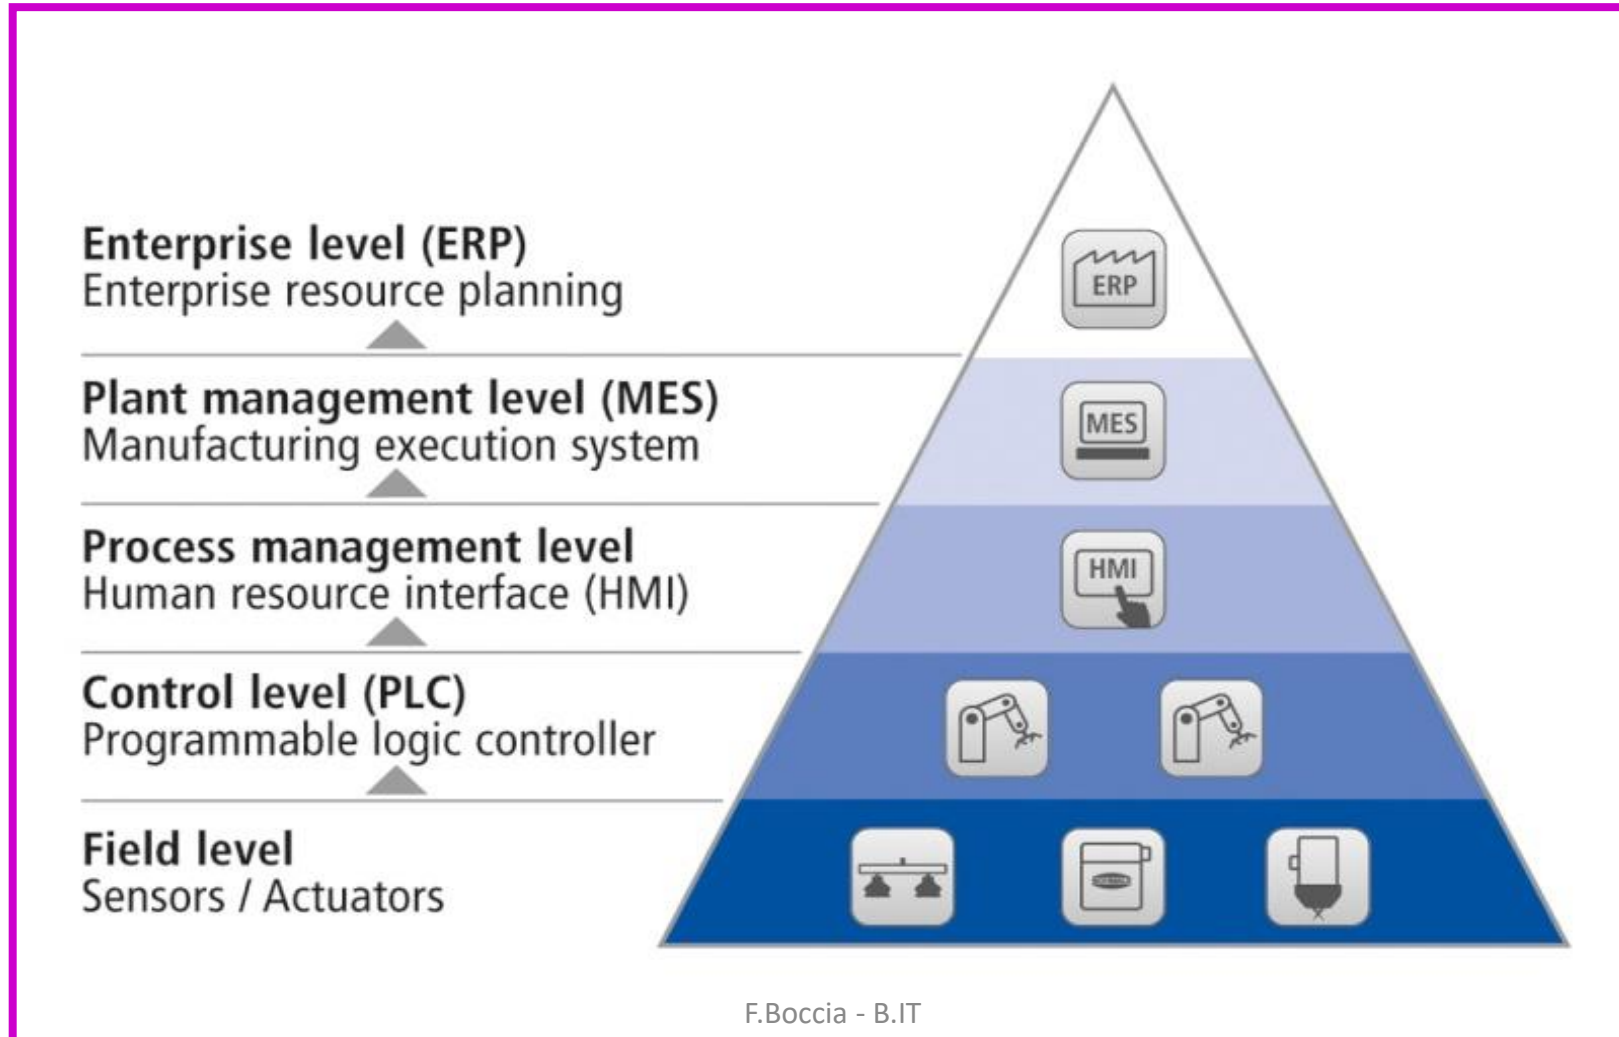 Enterprise level (ERP)
Enterprise resource planning
ERP
Plant management level (MES)
Manufacturing execution system
MES
Process management level
Human resource interface (HMI)
HMI
Control level (PLC)
Programmable logic controller
Field level
Sensors / Actuators
F.Boccia - B.IT